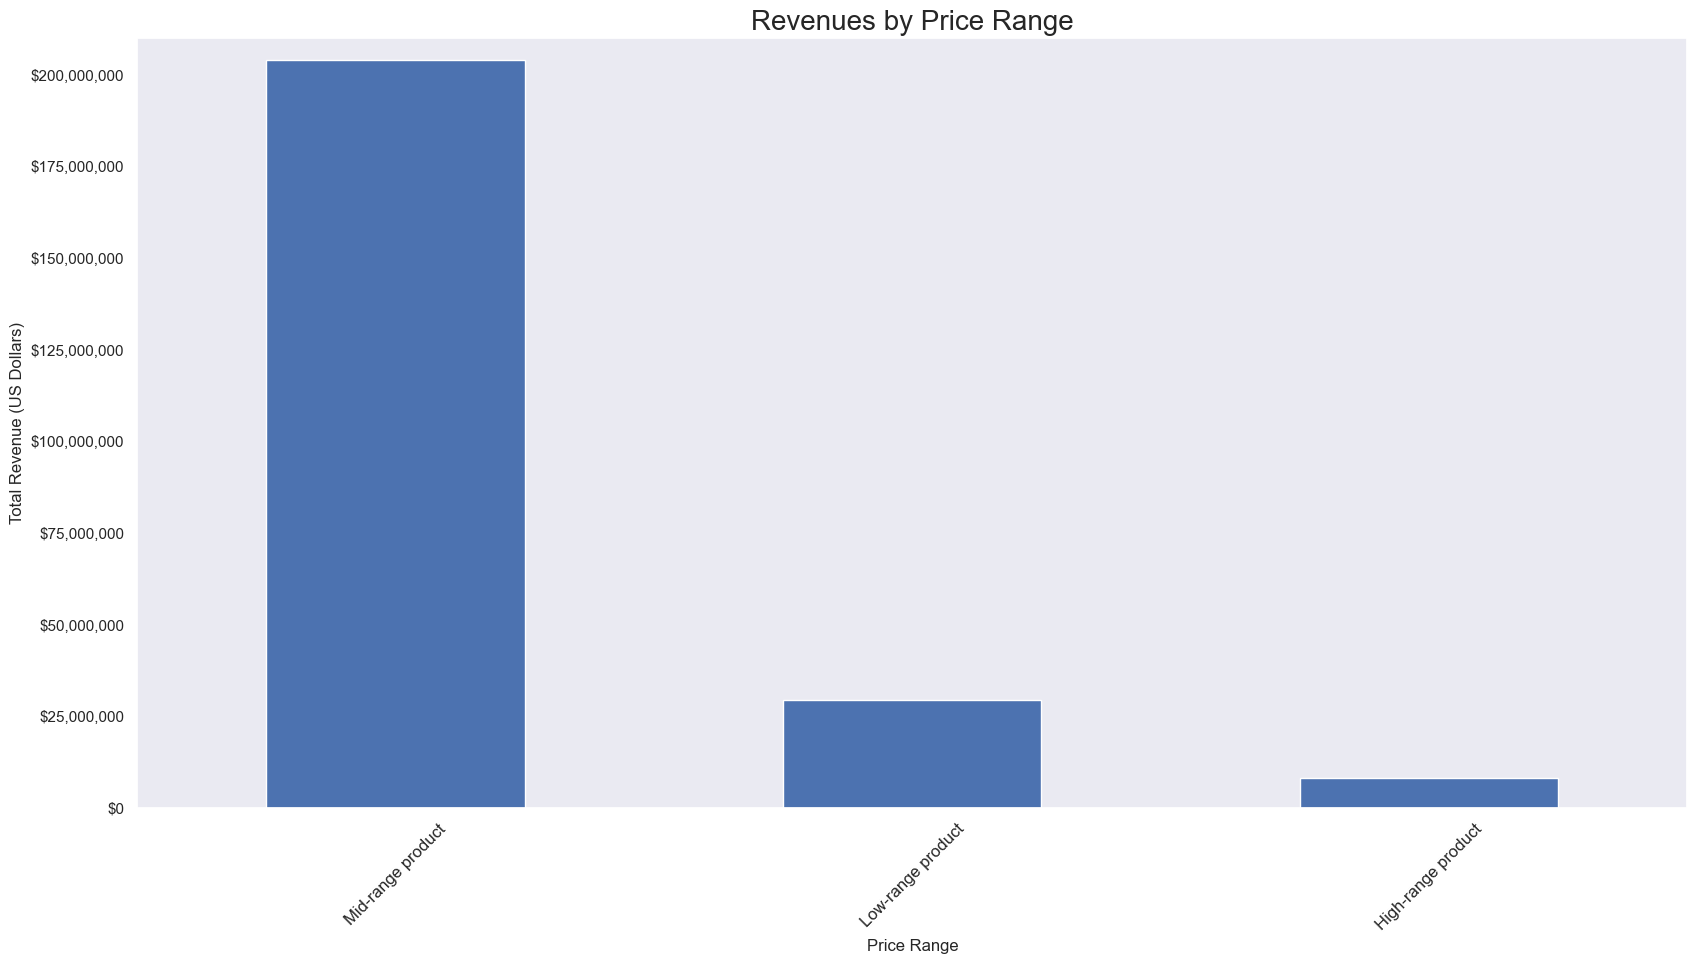 Revenues by Price Range
Total Revenue (US Dollars)
$200,000,000
$175,000,000
$150,000,000
$125,000,000
$100,000,000
$75,000,000
$50,000,000
$25,000,000
$0
Mid-range product
Low-range product
High-range product
Price Range